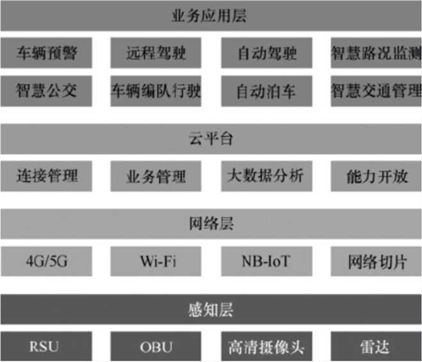 业务应用层
车辆预警 远程驾驶 自动驾驶 智慧路况监测
智慧公交 车辆编队行驶 自动泊车 智慧交通管理
云平台
连接管理 业务管理 大数据分析 能力开放
网络层
4G/5G Wi-Fi NB-IoT 网络切片
感知层
RSU OBU 高清摄像头 雷达